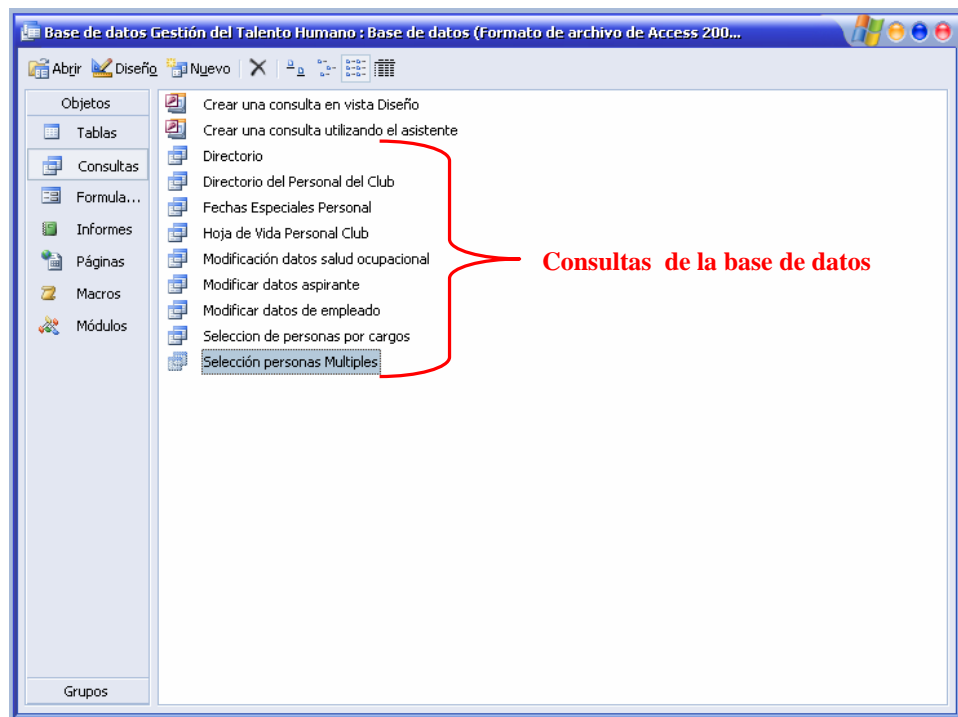 Base de datos Gestión del Talento Humano : Base de datos (Formato de archivo de Access 200...
Abrir Diseño Nuevo
Objetos
Tablas
Consultas
Formula...
Informes
Páginas
Macros
Módulos
Grupos
Crear una consulta en vista Diseño
Crear una consulta utilizando el asistente
Directorio
Directorio del Personal del Club
Fechas Especiales Personal
Hoja de Vida Personal Club
Modificación datos salud ocupacional
Modificar datos aspirante
Modificar datos de empleado
Seleccion de personas por cargos
Selección personas Multiples
Consultas de la base de datos